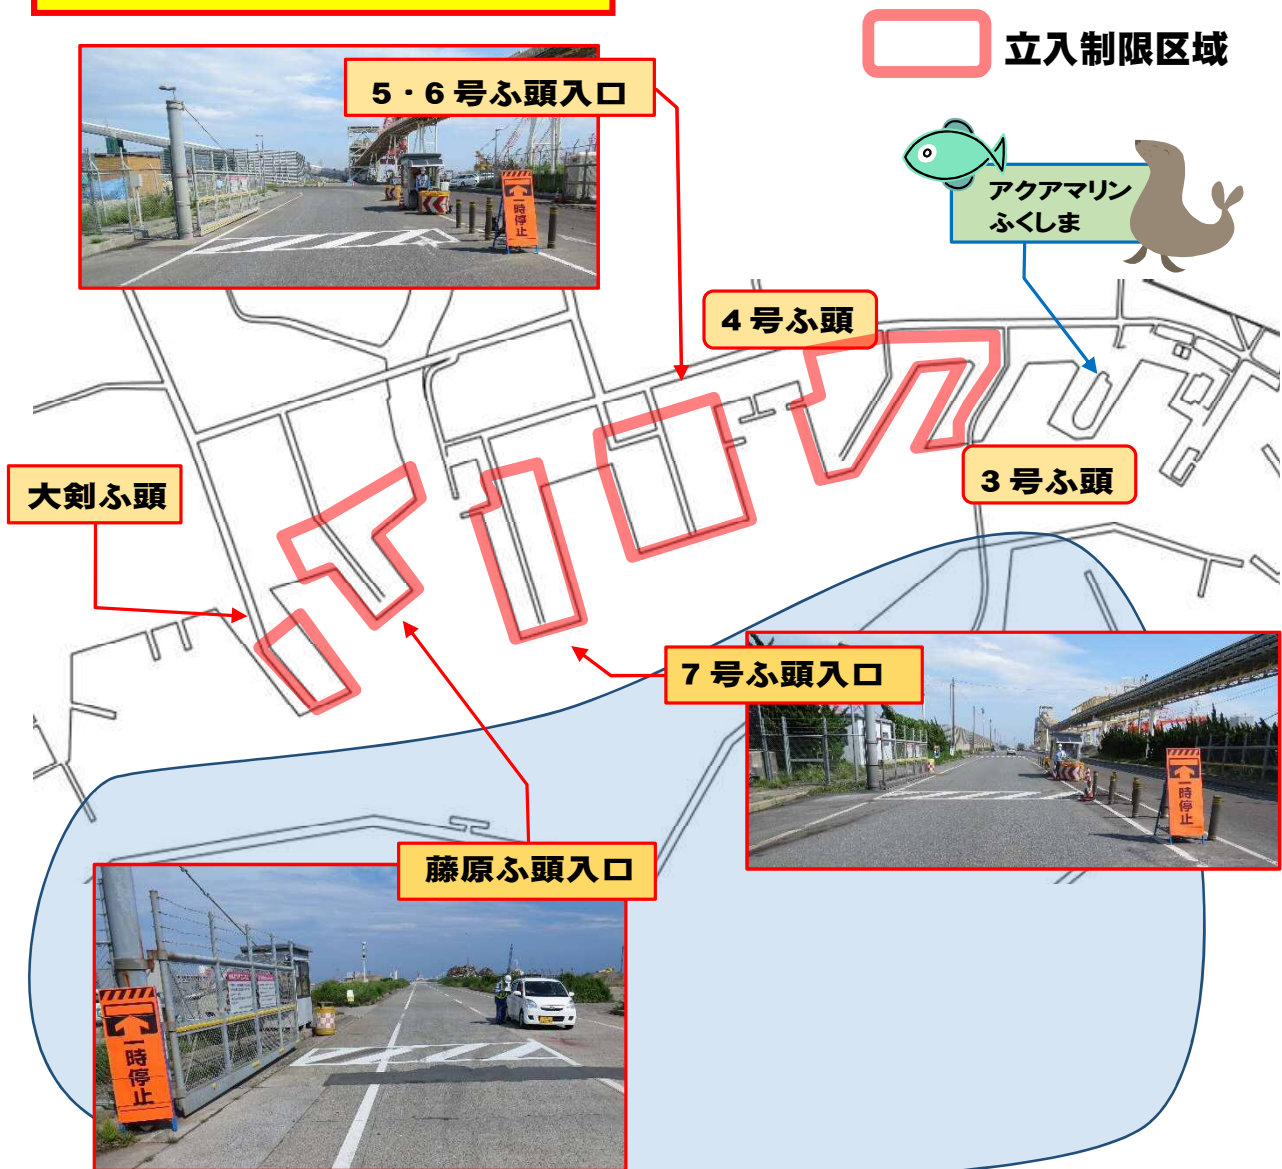 立入制限区域
5・6号ふ頭入口
一時停止
アクアマリン
ふくしま
4号ふ頭
3号ふ頭
大剣ふ頭
7号ふ頭入口
一時停止
藤原ふ頭入口
一時停止